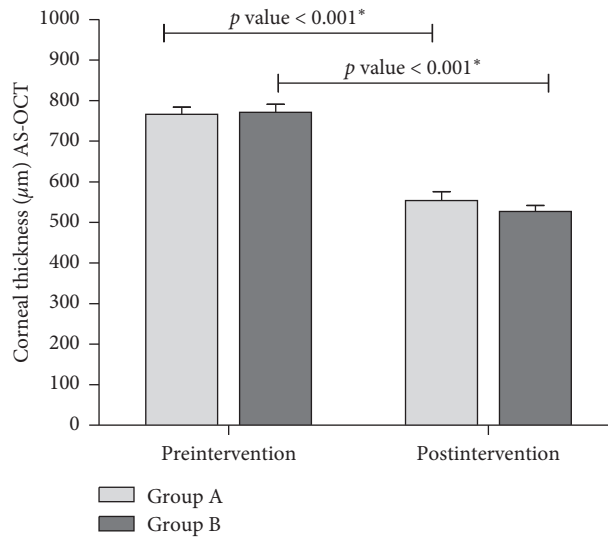 1000
900
800
700
600
500
400
300
200
100
0
Corneal thickness (μm) AS-OCT
p value < 0.001*
p value < 0.001*
Preintervention
Postintervention
Group A
Group B